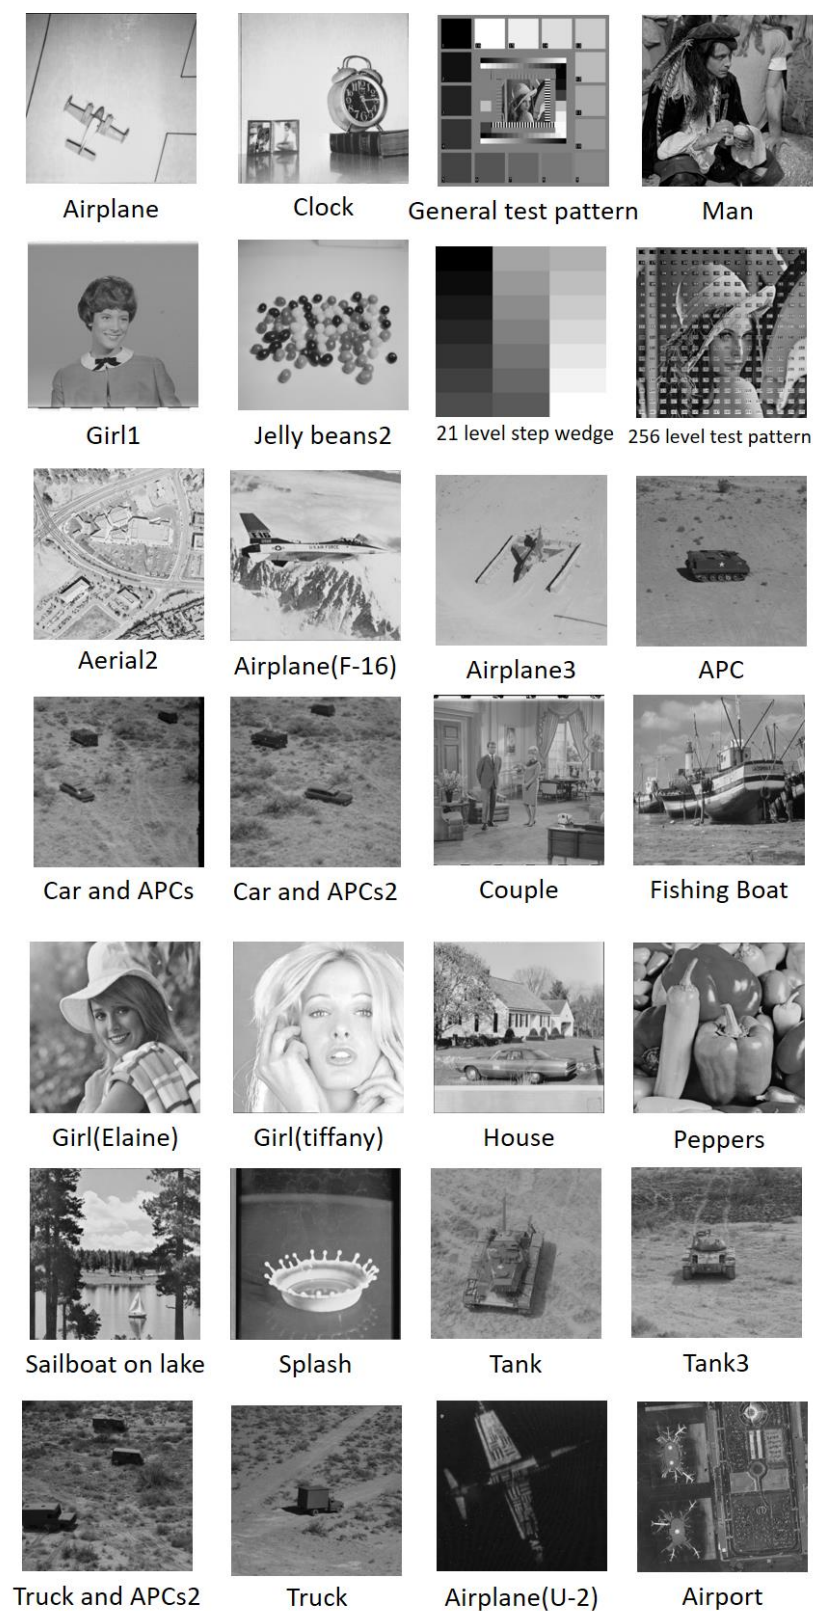 Airplane
Clock
General test pattern
Man
Girl1
Jelly beans2
21 level step wedge
256 level test pattern
U.S. AIR FORCE
Aerial2
Airplane(F-16)
Airplane3
APC
Car and APCs
Car and APCs2
Couple
Fishing Boat
Girl(Elaine)
Girl(tiffany)
House
Peppers
Sailboat on lake
Splash
Tank
Tank3
Truck and APCs2
Truck
Airplane(U-2)
Airport